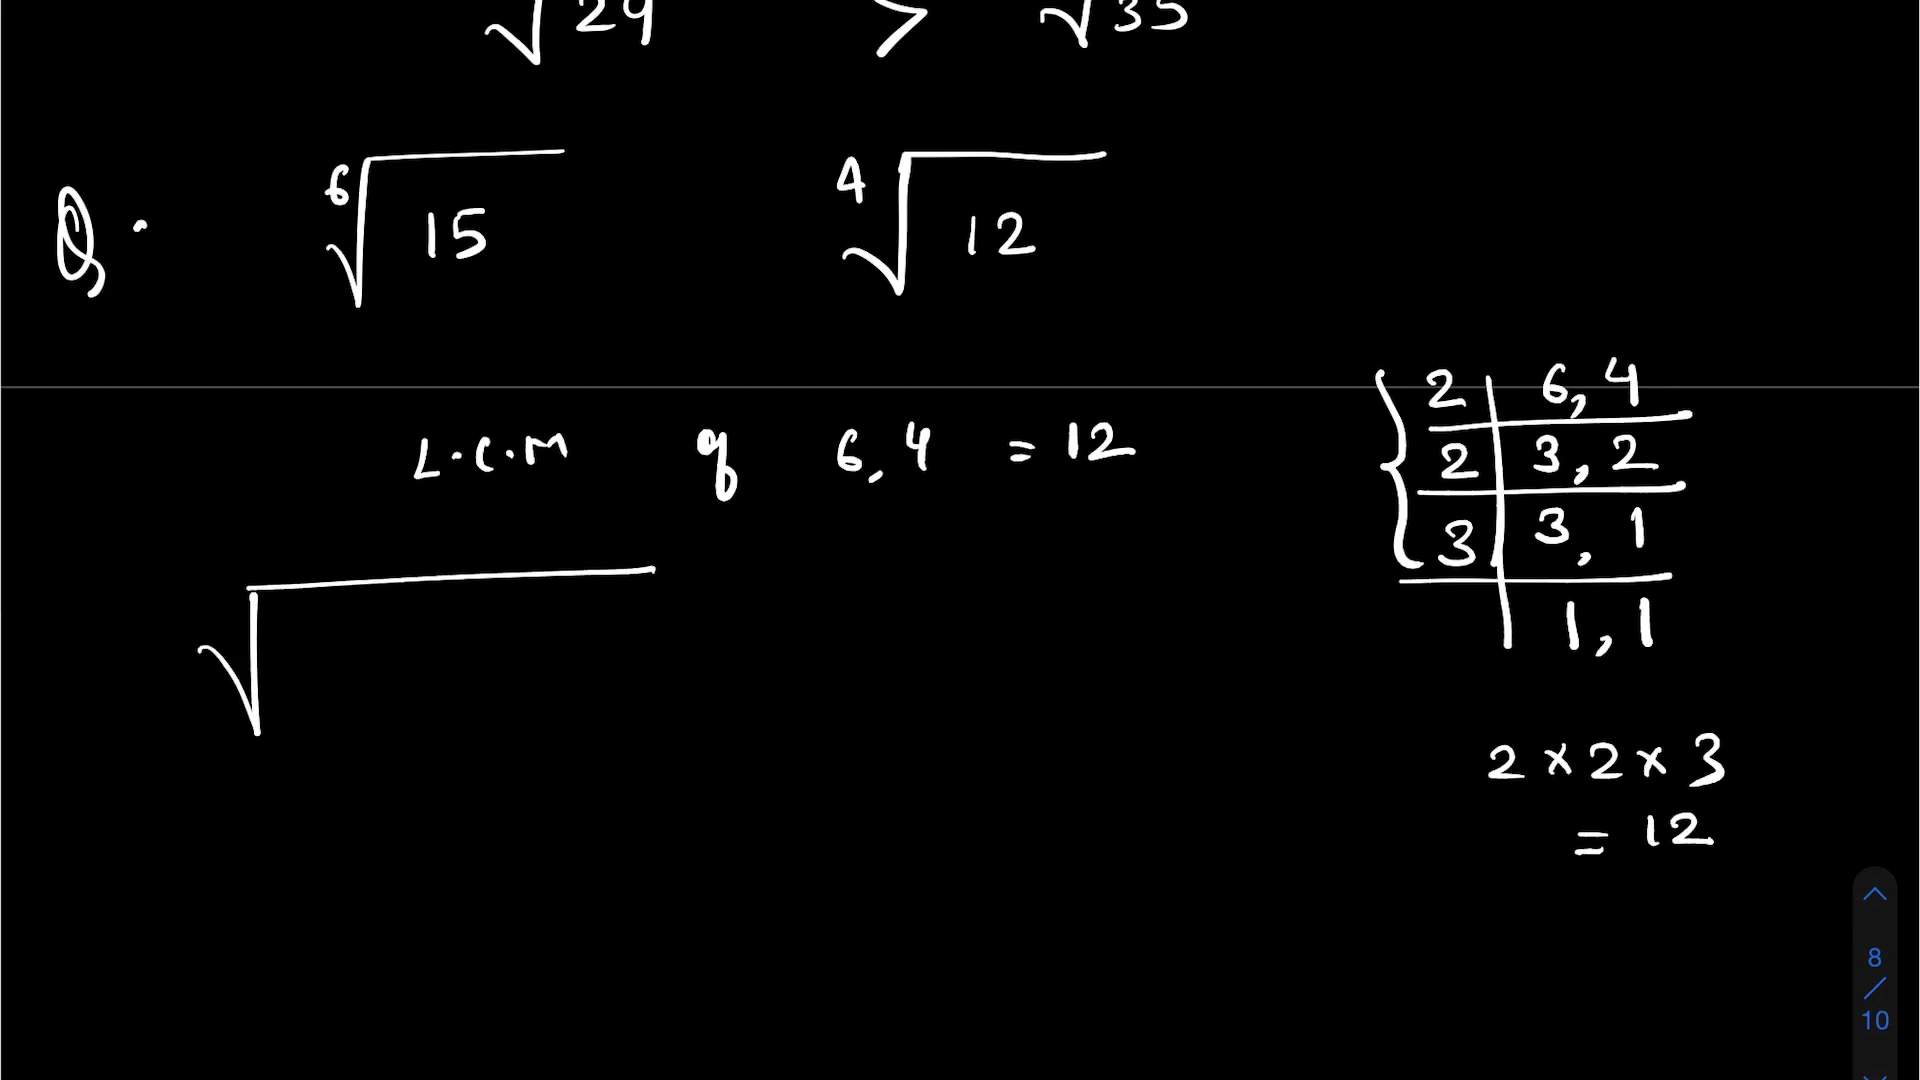 √29 > √35
Q. ⁶√15 ⁴√12
L.C.M of 6,4 = 12
2 | 6, 4
2 | 3, 2
3 | 3, 1
1, 1
√
2 × 2 × 3
= 12
8
/
10